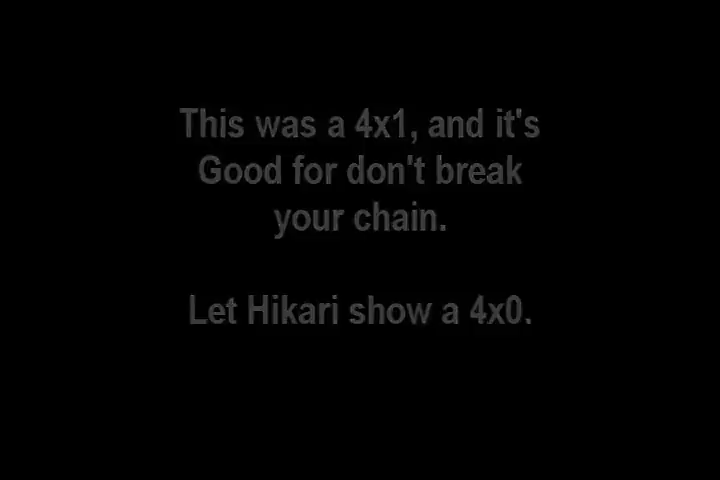 This was a 4x1, and it's
Good for don't break
your chain.
Let Hikari show a 4x0.